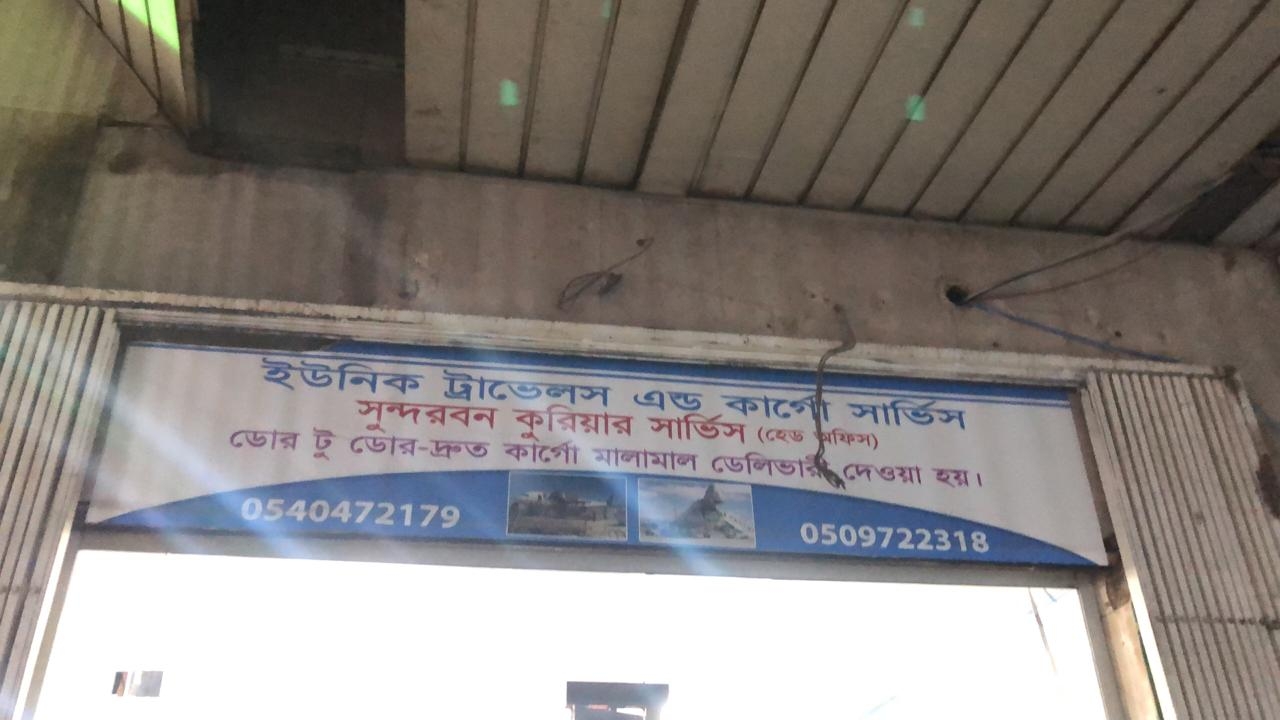 ইউনিক ট্রাভেলস এন্ড কার্গো সার্ভিস
সুন্দরবন কুরিয়ার সার্ভিস (হেড অফিস)
ডোর টু ডোর-দ্রুত কার্গো মালামাল ডেলিভারী দেওয়া হয়।
0540472179
0509722318